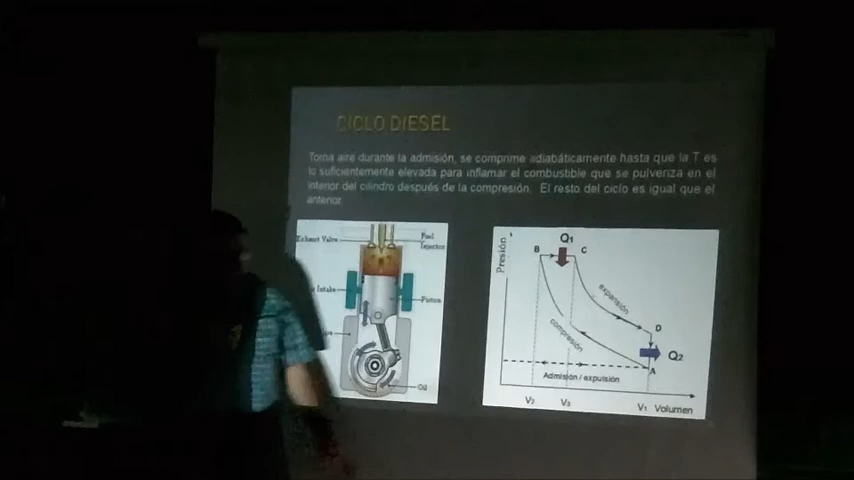 CICLO DIESEL
Toma aire durante la admisión, se comprime adiabáticamente hasta que la T es
lo suficientemente elevada para inflamar el combustible que se pulveriza en el
interior del cilindro después de la compresión. El resto del ciclo es igual que el
anterior.
Exhaust Valve
Fuel
Injector
Intake
Piston
Oil
Presión
Q1
B
C
expansión
compresión
D
Q2
A
Admisión / expulsión
V2
V3
V1
Volumen